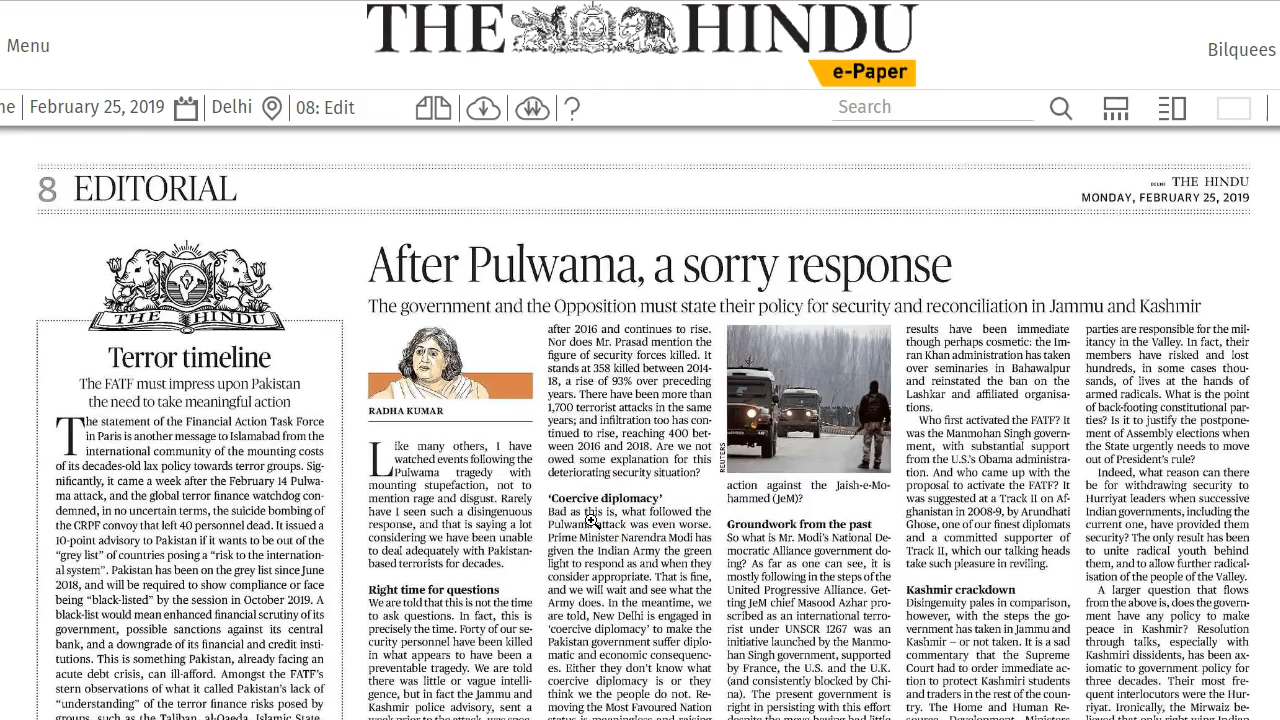 THE HINDU
e-Paper
Menu
Bilquees
ne
February 25, 2019
Delhi
08: Edit
?
Search
8 EDITORIAL
DELHI THE HINDU
MONDAY, FEBRUARY 25, 2019
THE HINDU
Terror timeline
The FATF must impress upon Pakistan
the need to take meaningful action
The statement of the Financial Action Task Force
in Paris is another message to Islamabad from the
international community of the mounting costs
of its decades-old lax policy towards terror groups. Sig-
nificantly, it came a week after the February 14 Pulwa-
ma attack, and the global terror finance watchdog con-
demned, in no uncertain terms, the suicide bombing of
the CRPF convoy that left 40 personnel dead. It issued a
10-point advisory to Pakistan if it wants to be out of the
“grey list” of countries posing a “risk to the internation-
al system”. Pakistan has been on the grey list since June
2018, and will be required to show compliance or face
being “black-listed” by the session in October 2019. A
black-list would mean enhanced financial scrutiny of its
government, possible sanctions against its central
bank, and a downgrade of its financial and credit insti-
tutions. This is something Pakistan, already facing an
acute debt crisis, can ill-afford. Amongst the FATF’s
stern observations of what it called Pakistan’s lack of
“understanding” of the terror finance risks posed by
groups, such as the Taliban, al-Qaeda, Islamic State,
After Pulwama, a sorry response
The government and the Opposition must state their policy for security and reconciliation in Jammu and Kashmir
RADHA KUMAR
Like many others, I have
watched events following the
Pulwama tragedy with
mounting stupefaction, not to
mention rage and disgust. Rarely
have I seen such a disingenuous
response, and that is saying a lot
considering we have been unable
to deal adequately with Pakistan-
based terrorists for decades.
Right time for questions
We are told that this is not the time
to ask questions. In fact, this is
precisely the time. Forty of our se-
curity personnel have been killed
in what appears to have been a
preventable tragedy. We are told
there was little or vague intelli-
gence, but in fact the Jammu and
Kashmir police advisory, sent a
week prior to the attack, was spec-
after 2016 and continues to rise.
Nor does Mr. Prasad mention the
figure of security forces killed. It
stands at 358 killed between 2014-
18, a rise of 93% over preceding
years. There have been more than
1,700 terrorist attacks in the same
years; and infiltration too has con-
tinued to rise, reaching 400 bet-
ween 2016 and 2018. Are we not
owed some explanation for this
deteriorating security situation?
‘Coercive diplomacy’
Bad as this is, what followed the
Pulwama attack was even worse.
Prime Minister Narendra Modi has
given the Indian Army the green
light to respond as and when they
consider appropriate. That is fine,
and we will wait and see what the
Army does. In the meantime, we
are told, New Delhi is engaged in
‘coercive diplomacy’ to make the
Pakistan government suffer diplo-
matic and economic consequenc-
es. Either they don’t know what
coercive diplomacy is or they
think we the people do not. Re-
moving the Most Favoured Nation
status is meaningless and raising
REUTERS
action against the Jaish-e-Mo-
hammed (JeM)?
Groundwork from the past
So what is Mr. Modi’s National De-
mocratic Alliance government do-
ing? As far as one can see, it is
mostly following in the steps of the
United Progressive Alliance. Get-
ting JeM chief Masood Azhar pro-
scribed as an international terro-
rist under UNSCR 1267 was an
initiative launched by the Manmo-
han Singh government, supported
by France, the U.S. and the U.K.
(and consistently blocked by Chi-
na). The present government is
right in persisting with this effort
despite the move having had little
results have been immediate
though perhaps cosmetic: the Im-
ran Khan administration has taken
over seminaries in Bahawalpur
and reinstated the ban on the
Lashkar and affiliated organisa-
tions.
Who first activated the FATF? It
was the Manmohan Singh govern-
ment, with substantial support
from the U.S.’s Obama administra-
tion. And who came up with the
proposal to activate the FATF? It
was suggested at a Track II on Af-
ghanistan in 2008-9, by Arundhati
Ghose, one of our finest diplomats
and a committed supporter of
Track II, which our talking heads
take such pleasure in reviling.
Kashmir crackdown
Disingenuity pales in comparison,
however, with the steps the go-
vernment has taken in Jammu and
Kashmir – or not taken. It is a sad
commentary that the Supreme
Court had to order immediate ac-
tion to protect Kashmiri students
and traders in the rest of the coun-
try. The Home and Human Re-
source Development Ministers
parties are responsible for the mil-
itancy in the Valley. In fact, their
members have risked and lost
hundreds, in some cases thou-
sands, of lives at the hands of
armed radicals. What is the point
of back-footing constitutional par-
ties? Is it to justify the postpone-
ment of Assembly elections when
the State urgently needs to move
out of President’s rule?
Indeed, what reason can there
be for withdrawing security to
Hurriyat leaders when successive
Indian governments, including the
current one, have provided them
security? The only result has been
to unite radical youth behind
them, and to allow further radical-
isation of the people of the Valley.
A larger question that flows
from the above is, does the govern-
ment have any policy to make
peace in Kashmir? Resolution
through talks, especially with
Kashmiri dissidents, has been ax-
iomatic to government policy for
three decades. Their most fre-
quent interlocutors were the Hur-
riyat. Ironically, the Mirwaiz be-
lieved that only right wing Indian